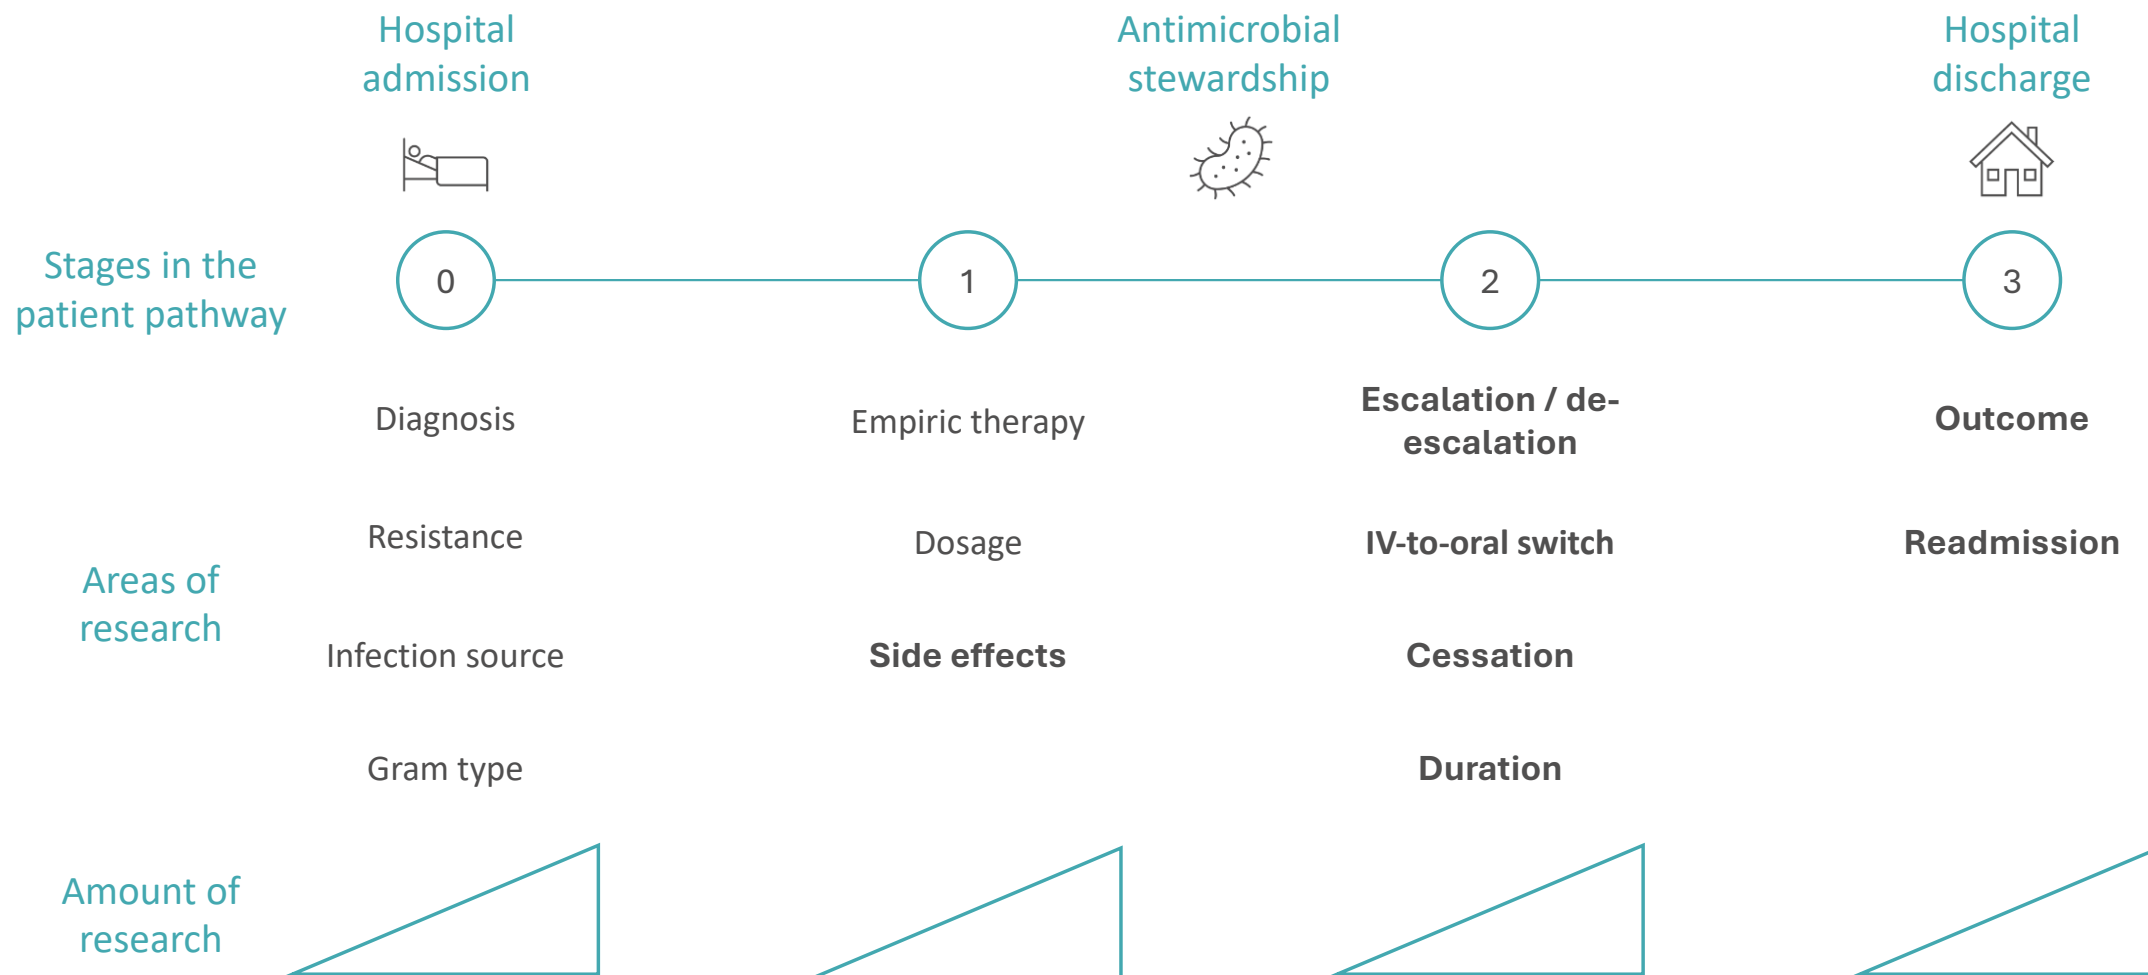 Hospital
admission
Antimicrobial
stewardship
Hospital
discharge
Stages in the
patient pathway
0
1
2
3
Diagnosis
Empiric therapy
Escalation / de-
escalation
Outcome
Areas of
research
Resistance
Dosage
IV-to-oral switch
Readmission
Infection source
Side effects
Cessation
Gram type
Duration
Amount of
research